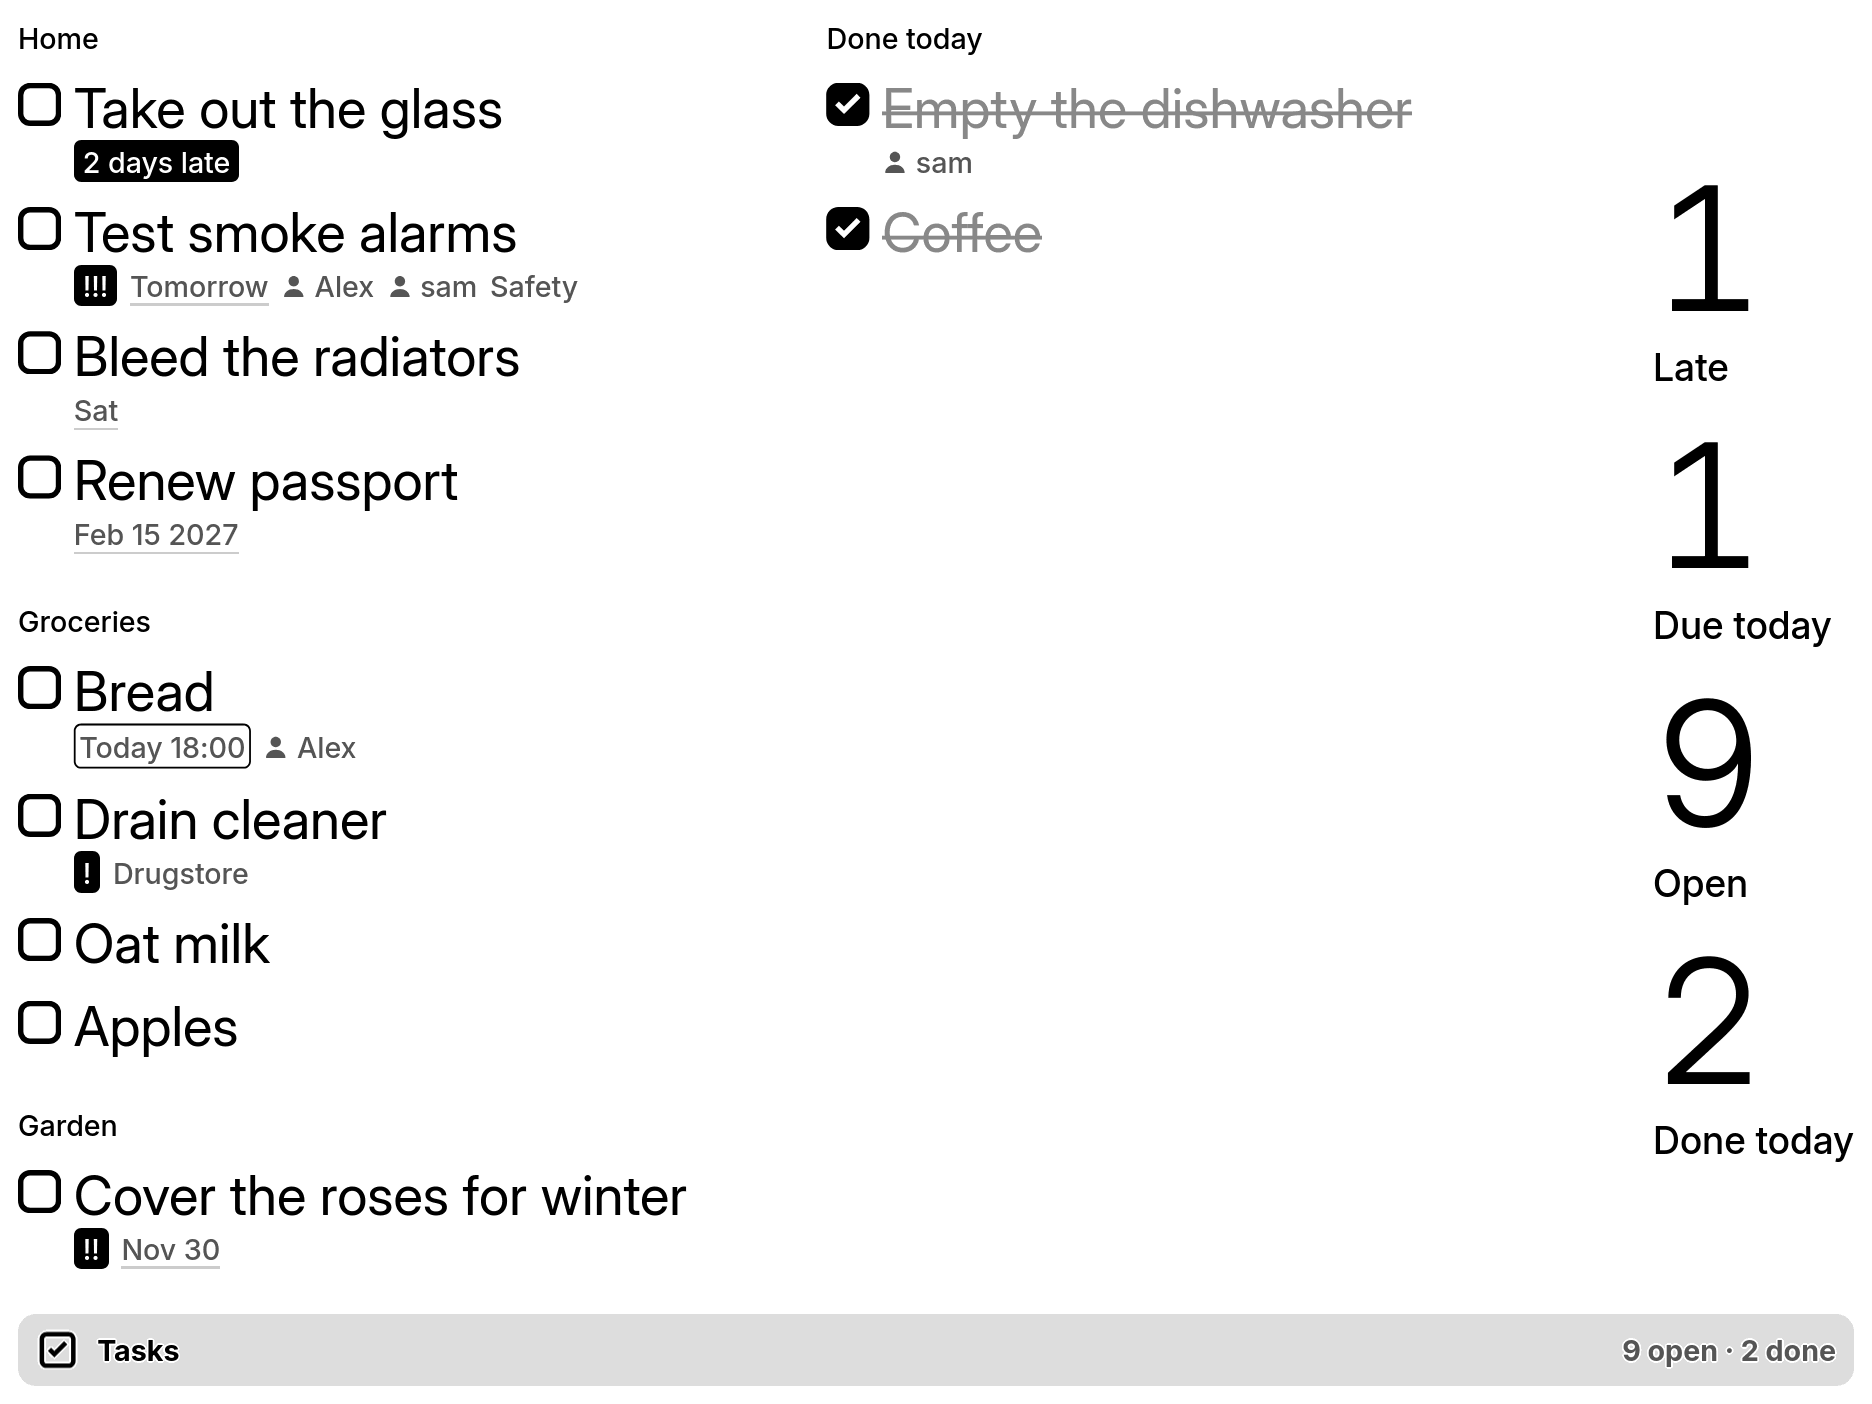 Home
Take out the glass
2 days late
Test smoke alarms
!!! Tomorrow Alex sam Safety
Bleed the radiators
Sat
Renew passport
Feb 15 2027
Groceries
Bread
Today 18:00 Alex
Drain cleaner
! Drugstore
Oat milk
Apples
Garden
Cover the roses for winter
!! Nov 30
Done today
Empty the dishwasher
sam
Coffee
1
Late
1
Due today
9
Open
2
Done today
Tasks
9 open · 2 done